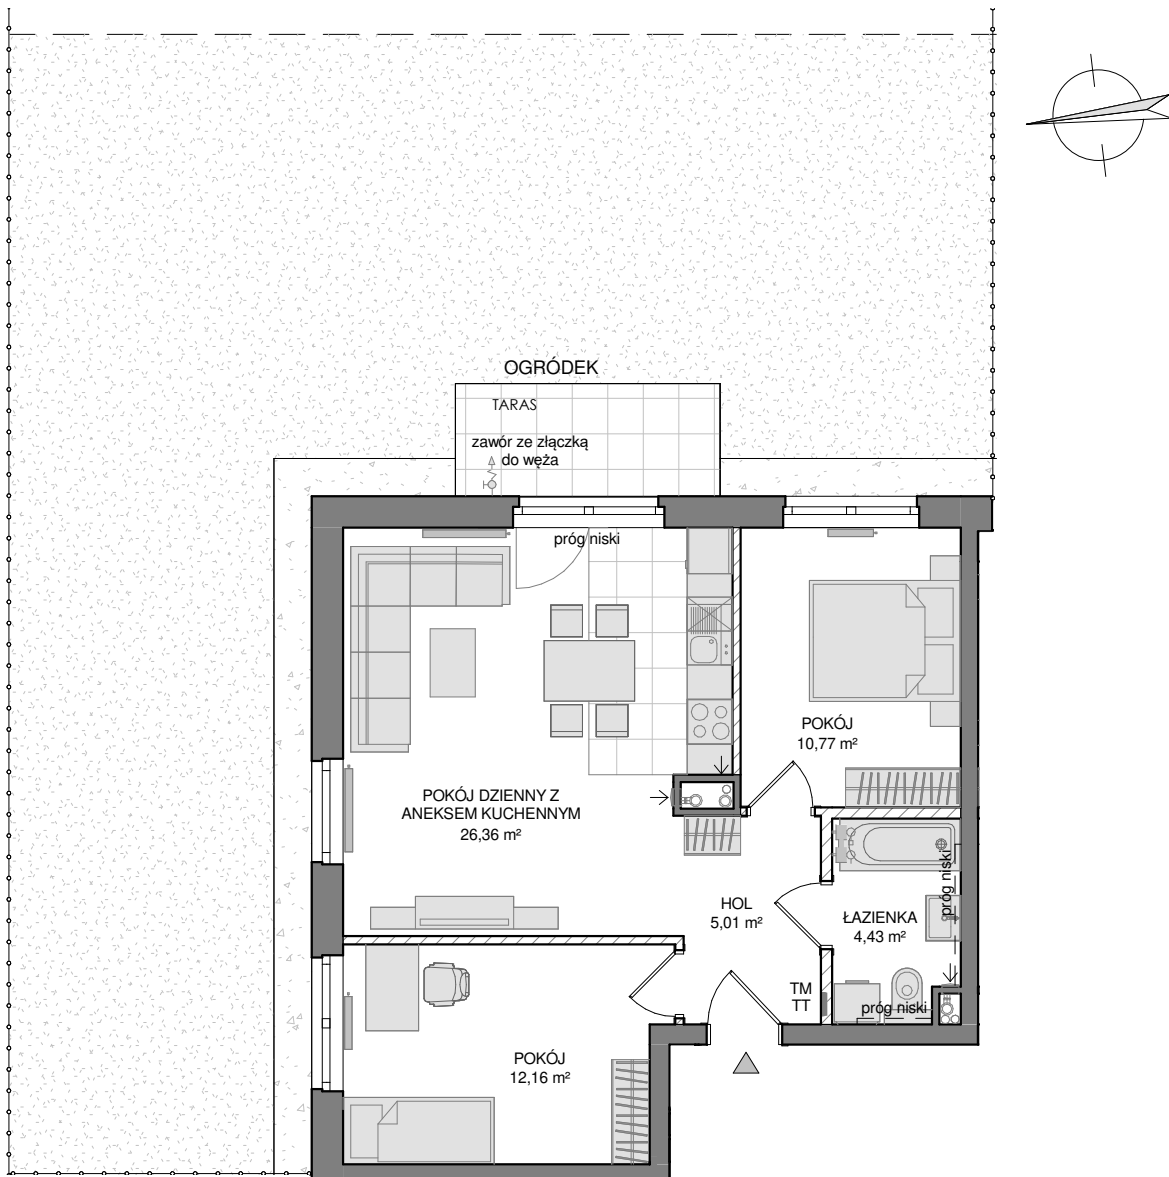 OGRÓDEK
TARAS
zawór ze złączką
do węża
próg niski
POKÓJ
10,77 m²
POKÓJ DZIENNY Z
ANEKSEM KUCHENNYM
26,36 m²
próg niski
HOL
5,01 m²
ŁAZIENKA
4,43 m²
TM
TT
próg niski
POKÓJ
12,16 m²